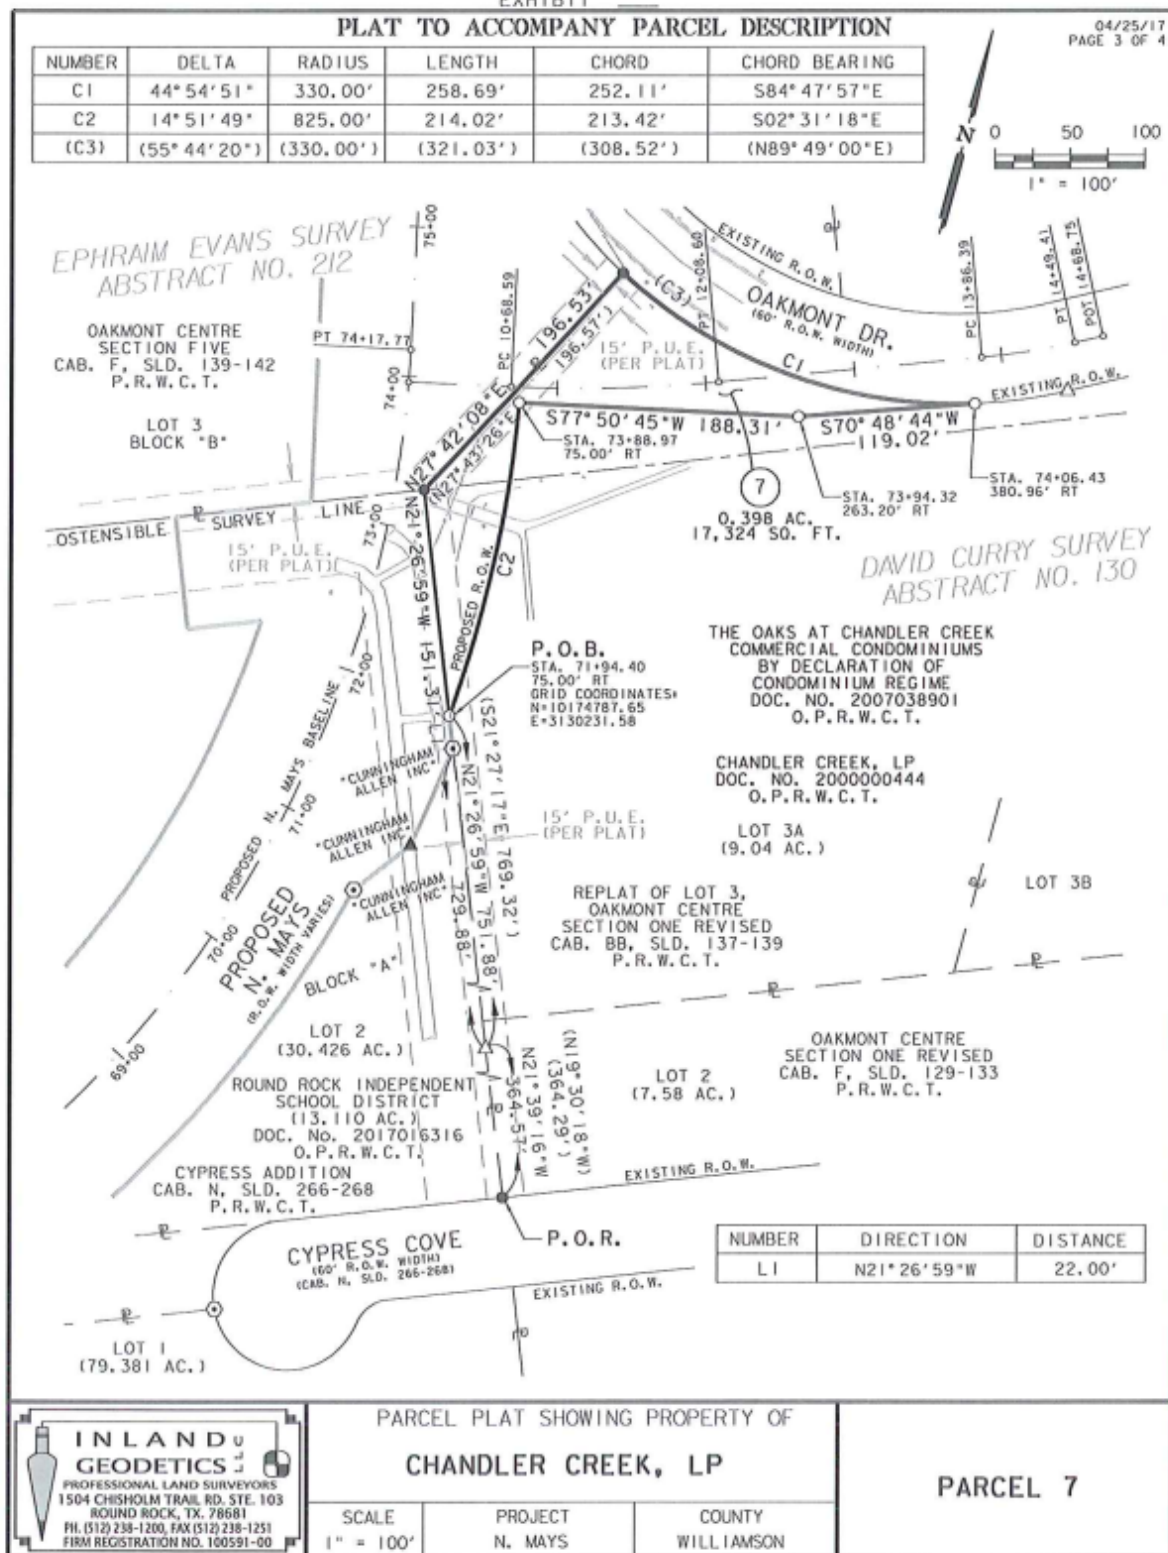 EXHIBIT
PLAT TO ACCOMPANY PARCEL DESCRIPTION
04/25/17
PAGE 3 OF 4
NUMBER DELTA RADIUS LENGTH CHORD CHORD BEARING
C1 44°54'51" 330.00' 258.69' 252.11' S84°47'57"E
C2 14°51'49" 825.00' 214.02' 213.42' S02°31'18"E
(C3) (55°44'20") (330.00') (321.03') (308.52') (N89°49'00"E)
N
0 50 100
1" = 100'
EPHRAIM EVANS SURVEY
ABSTRACT NO. 212
75+00
OAKMONT CENTRE
SECTION FIVE
CAB. F, SLD. 139-142
P.R.W.C.T.
LOT 3
BLOCK "B"
PT 74+17.77
74+00
PC 10+68.59
N27°42'08"E 196.53'
(N27°43'26"E 196.57')
15' P.U.E.
(PER PLAT)
(C3)
PT 12+08.60
EXISTING R.O.W.
OAKMONT DR.
(60' R.O.W. WIDTH)
C1
PC 13+86.39
PT 14+49.41
POT 14+68.75
EXISTING R.O.W.
S77°50'45"W 188.31'
STA. 73+88.97
75.00' RT
S70°48'44"W
119.02'
7
0.398 AC.
17,324 SQ. FT.
STA. 73+94.32
263.20' RT
STA. 74+06.43
380.96' RT
OSTENSIBLE SURVEY LINE
73+00
15' P.U.E.
(PER PLAT)
N21°26'59"W 151.31'
PROPOSED R.O.W.
C2
DAVID CURRY SURVEY
ABSTRACT NO. 130
P.O.B.
STA. 71+94.40
75.00' RT
GRID COORDINATES*
N=10174787.65
E=3130231.58
THE OAKS AT CHANDLER CREEK
COMMERCIAL CONDOMINIUMS
BY DECLARATION OF
CONDOMINIUM REGIME
DOC. NO. 2007038901
O.P.R.W.C.T.
72+00
PROPOSED N. MAYS BASELINE
L1
"CUNNINGHAM
ALLEN INC"
CHANDLER CREEK, LP
DOC. NO. 2000000444
O.P.R.W.C.T.
71+00
"CUNNINGHAM
ALLEN INC"
15' P.U.E.
(PER PLAT)
LOT 3A
(9.04 AC.)
"CUNNINGHAM
ALLEN INC"
N21°26'59"W 751.88'
729.88'
(S21°27'17"E 769.32')
REPLAT OF LOT 3,
OAKMONT CENTRE
SECTION ONE REVISED
CAB. BB, SLD. 137-139
P.R.W.C.T.
LOT 3B
70+00
PROPOSED
N. MAYS
(R.O.W. WIDTH VARIES)
BLOCK "A"
LOT 2
(30.426 AC.)
69+00
ROUND ROCK INDEPENDENT
SCHOOL DISTRICT
(13.110 AC.)
DOC. No. 2017016316
O.P.R.W.C.T.
364.57'
N21°39'16"W
(364.29')
(N19°30'18"W)
LOT 2
(7.58 AC.)
OAKMONT CENTRE
SECTION ONE REVISED
CAB. F, SLD. 129-133
P.R.W.C.T.
CYPRESS ADDITION
CAB. N, SLD. 266-268
P.R.W.C.T.
EXISTING R.O.W.
P.O.R.
CYPRESS COVE
(60' R.O.W. WIDTH)
(CAB. N, SLD. 266-268)
EXISTING R.O.W.
NUMBER DIRECTION DISTANCE
L1 N21°26'59"W 22.00'
LOT 1
(79.381 AC.)
INLAND
GEODETICS LLC
PROFESSIONAL LAND SURVEYORS
1504 CHISHOLM TRAIL RD. STE. 103
ROUND ROCK, TX. 78681
PH. (512) 238-1200, FAX (512) 238-1251
FIRM REGISTRATION NO. 100591-00
PARCEL PLAT SHOWING PROPERTY OF
CHANDLER CREEK, LP
SCALE
1" = 100'
PROJECT
N. MAYS
COUNTY
WILLIAMSON
PARCEL 7